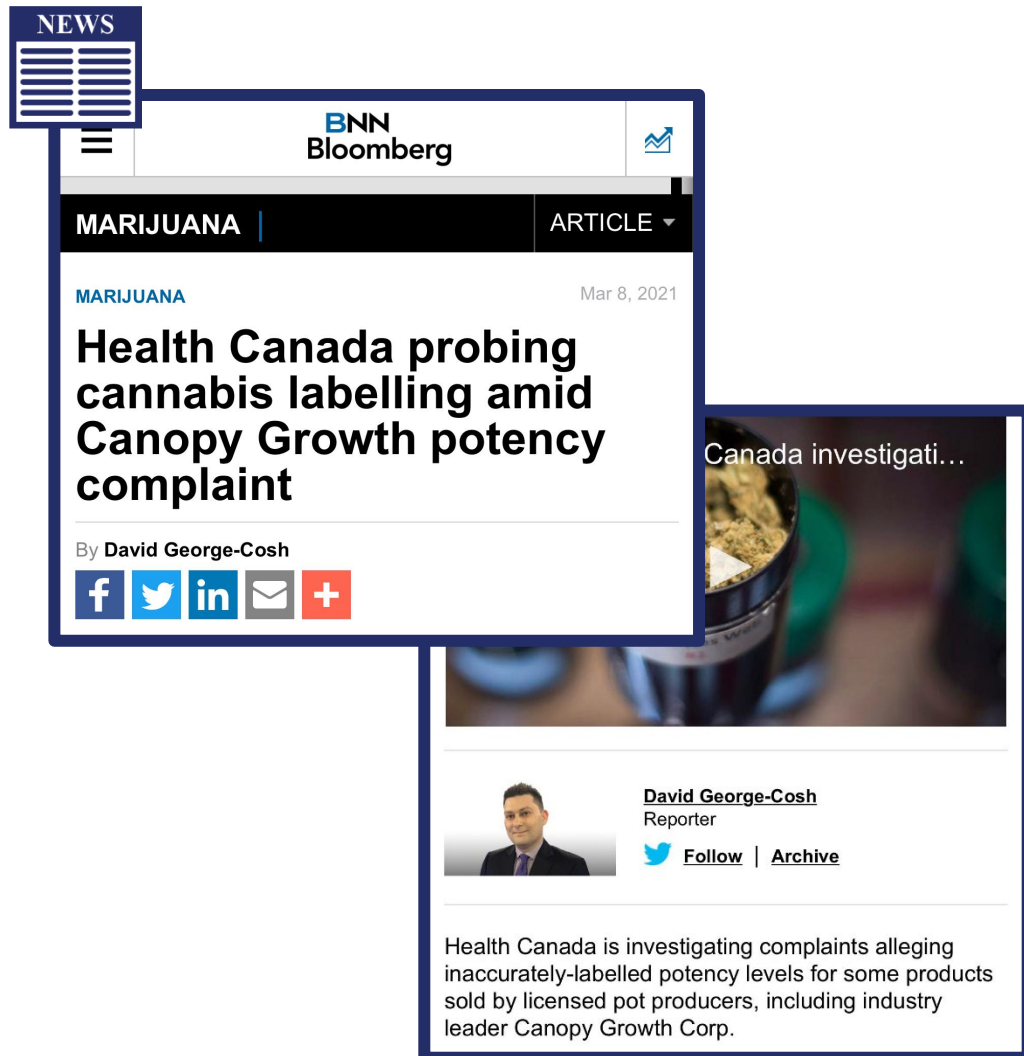 NEWS
BNN
Bloomberg
MARIJUANA
ARTICLE
MARIJUANA
Mar 8, 2021
Health Canada probing
cannabis labelling amid
Canopy Growth potency
complaint
By David George-Cosh
Canada investigati...
David George-Cosh
Reporter
Follow | Archive
Health Canada is investigating complaints alleging
inaccurately-labelled potency levels for some products
sold by licensed pot producers, including industry
leader Canopy Growth Corp.